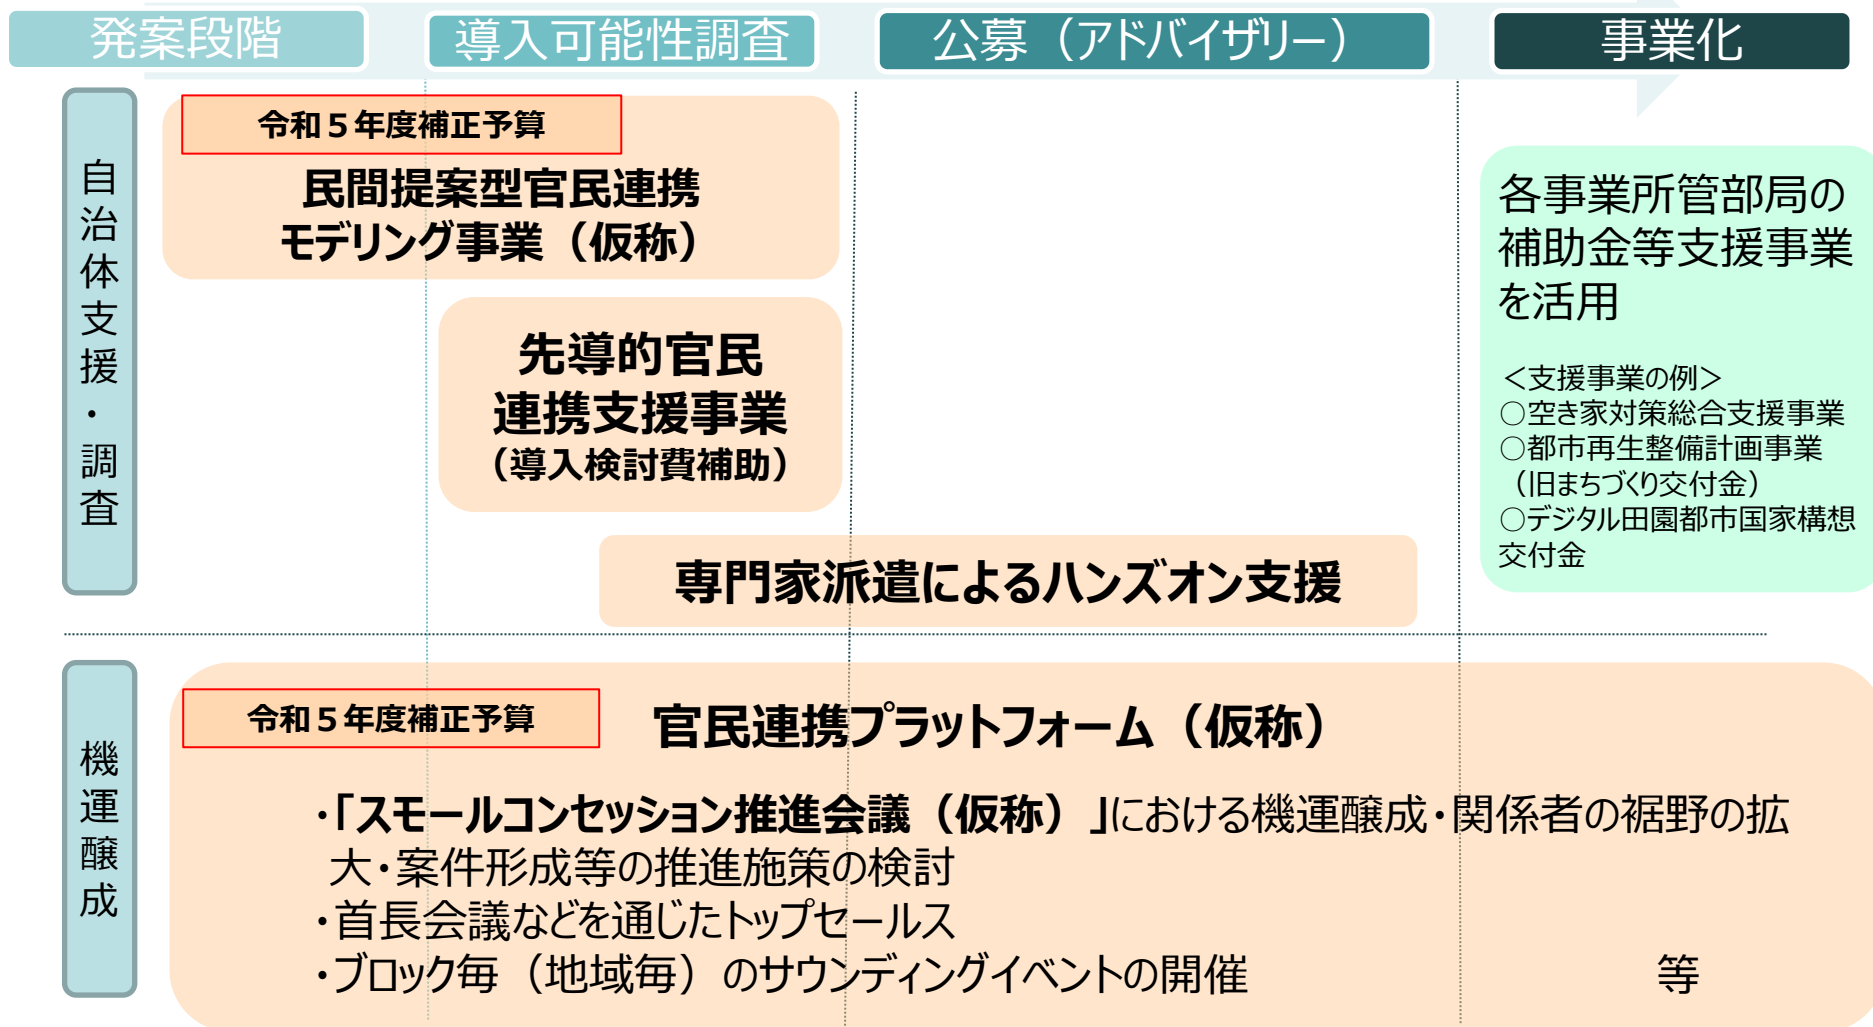 発案段階
導入可能性調査
公募（アドバイザリー）
事業化
自治体支援・調査
令和５年度補正予算
民間提案型官民連携
モデリング事業（仮称）
先導的官民
連携支援事業
（導入検討費補助）
専門家派遣によるハンズオン支援
各事業所管部局の
補助金等支援事業
を活用
＜支援事業の例＞
○空き家対策総合支援事業
○都市再生整備計画事業
（旧まちづくり交付金）
○デジタル田園都市国家構想
交付金
機運醸成
令和５年度補正予算
官民連携プラットフォーム（仮称）
・「スモールコンセッション推進会議（仮称）」における機運醸成・関係者の裾野の拡
大・案件形成等の推進施策の検討
・首長会議などを通じたトップセールス
・ブロック毎（地域毎）のサウンディングイベントの開催 等